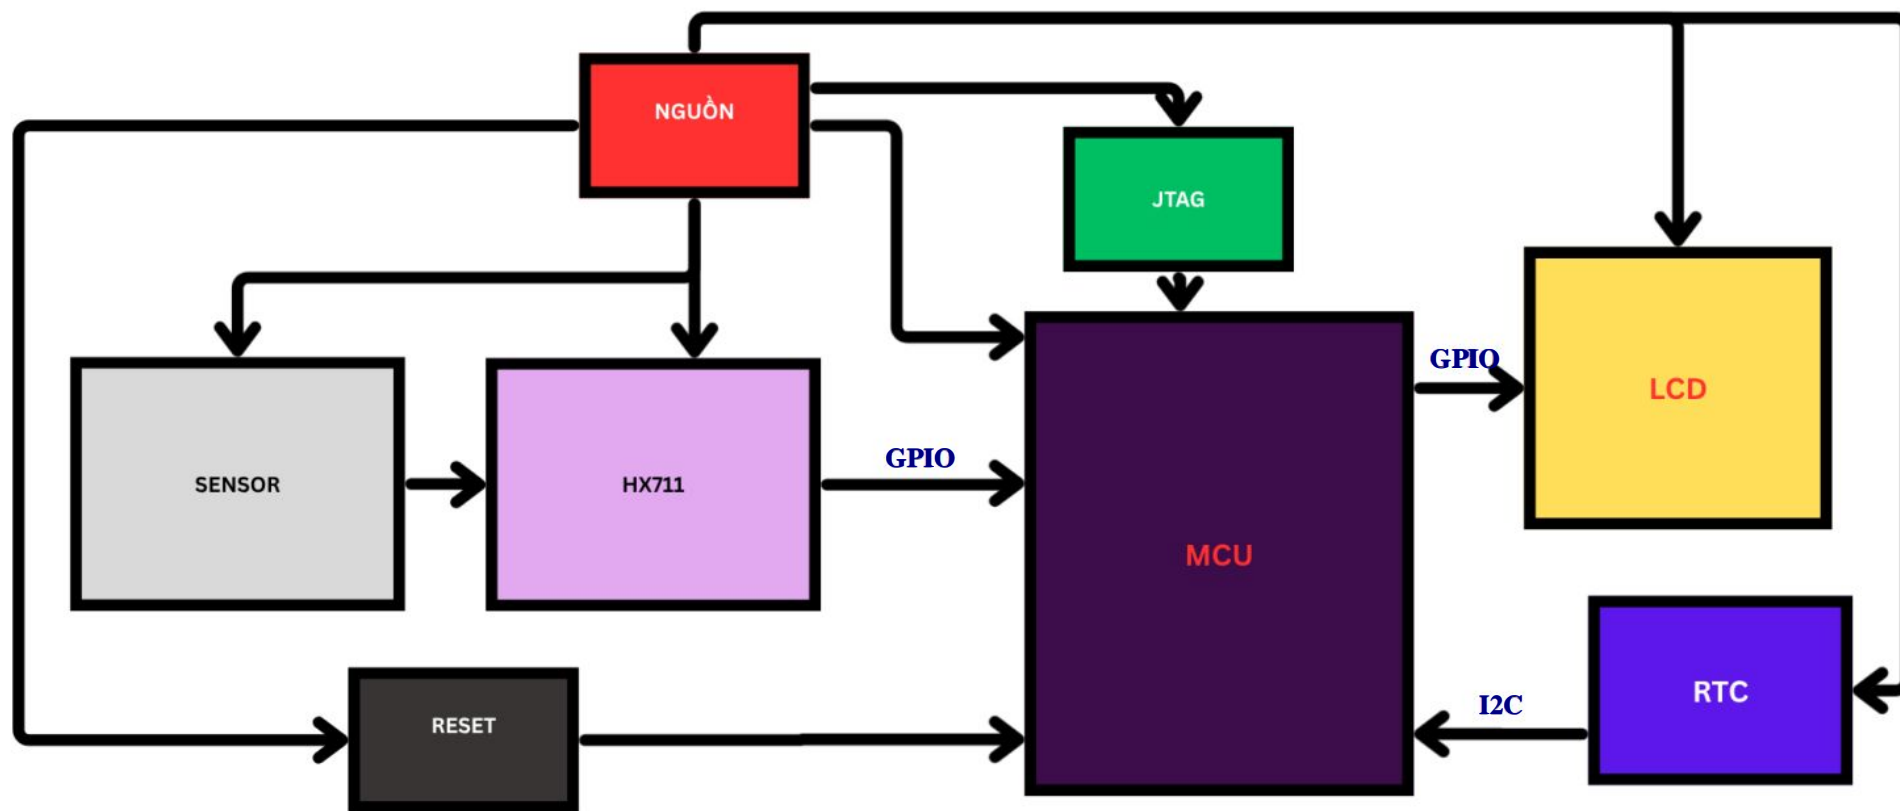 NGUỒN
JTAG
GPIO
LCD
SENSOR
HX711
GPIO
MCU
RESET
I2C
RTC